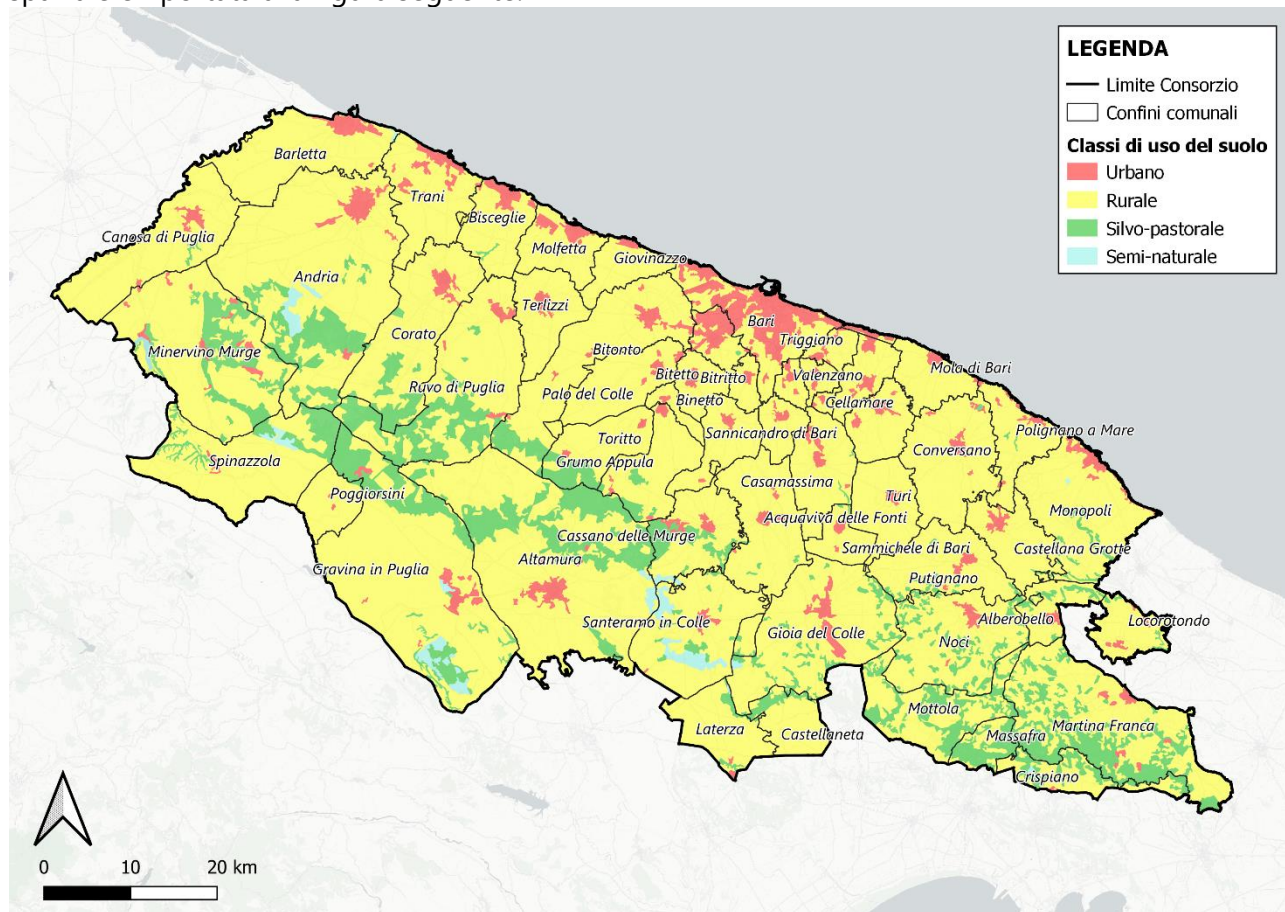 LEGENDA
Limite Consorzio
Confini comunali
Classi di uso del suolo
Urbano
Rurale
Silvo-pastorale
Semi-naturale
Barletta
Trani
Bisceglie
Canosa di Puglia
Molfetta
Giovinazzo
Andria
Terlizzi
Bari
Corato
Triggiano
Minervino Murge
Bitonto
Mola di Bari
Ruvo di Puglia
Bitetto
Bitritto
Valenzano
Palo del Colle
Binetto
Cellamare
Toritto
Sannicandro di Bari
Polignano a Mare
Spinazzola
Grumo Appula
Conversano
Poggiorsini
Casamassima
Turi
Monopoli
Acquaviva delle Fonti
Cassano delle Murge
Sammichele di Bari
Castellana Grotte
Altamura
Gravina in Puglia
Putignano
Santeramo in Colle
Gioia del Colle
Alberobello
Locorotondo
Noci
Mottola
Martina Franca
Laterza
Castellaneta
Massafra
Crispiano
0 10 20 km